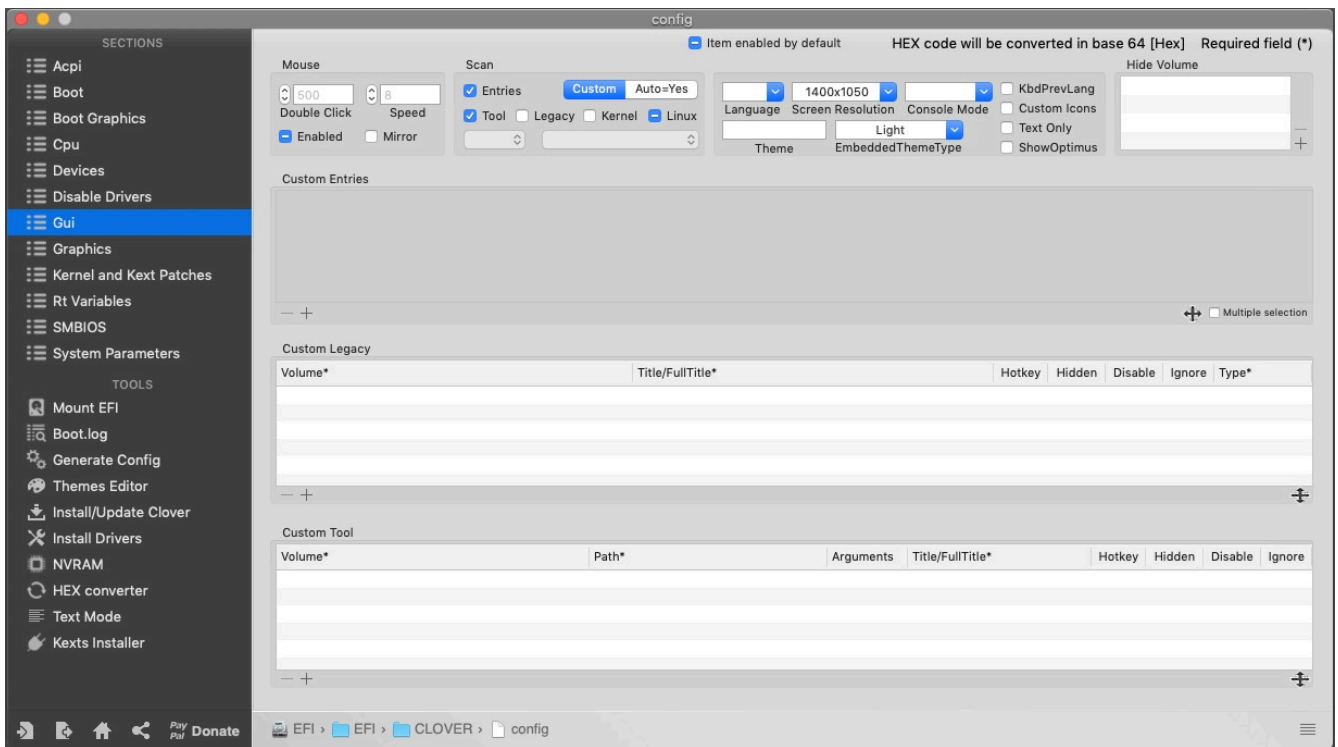 config
SECTIONS
Acpi
Boot
Boot Graphics
Cpu
Devices
Disable Drivers
Gui
Graphics
Kernel and Kext Patches
Rt Variables
SMBIOS
System Parameters
TOOLS
Mount EFI
Boot.log
Generate Config
Themes Editor
Install/Update Clover
Install Drivers
NVRAM
HEX converter
Text Mode
Kexts Installer
Pay Pal Donate
Item enabled by default HEX code will be converted in base 64 [Hex] Required field (*)
Mouse
500 8
Double Click Speed
Enabled Mirror
Scan
Entries Custom Auto=Yes
Tool Legacy Kernel Linux
1400x1050
Language Screen Resolution Console Mode
Light
Theme EmbeddedThemeType
KbdPrevLang
Custom Icons
Text Only
ShowOptimus
Hide Volume
Custom Entries
Multiple selection
Custom Legacy
Volume* Title/FullTitle* Hotkey Hidden Disable Ignore Type*
Custom Tool
Volume* Path* Arguments Title/FullTitle* Hotkey Hidden Disable Ignore
EFI › EFI › CLOVER › config